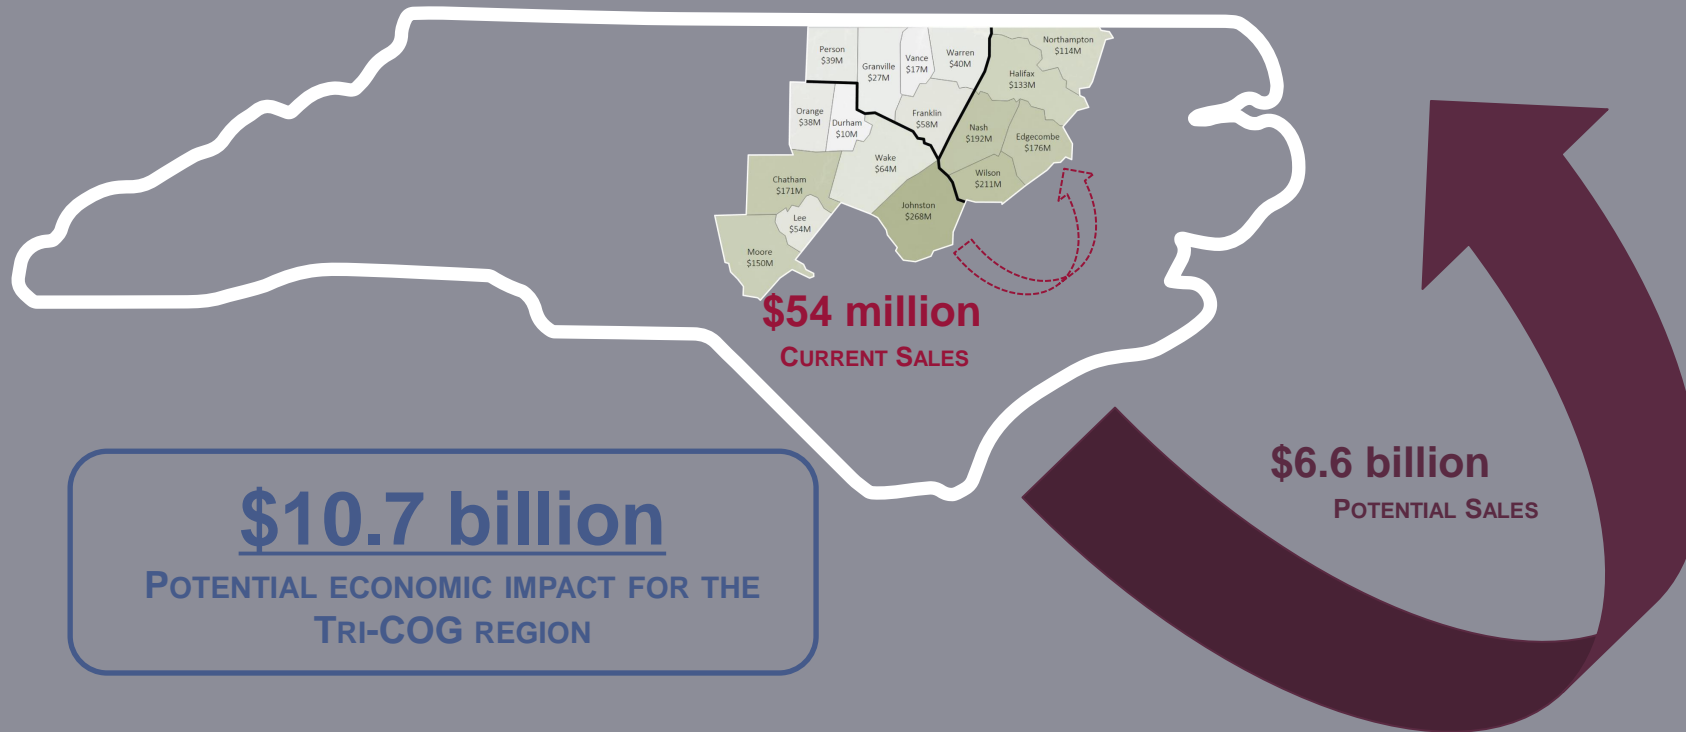 Person
$39M
Granville
$27M
Vance
$17M
Warren
$40M
Northampton
$114M
Halifax
$133M
Orange
$38M
Durham
$10M
Franklin
$58M
Nash
$192M
Edgecombe
$176M
Wake
$64M
Wilson
$211M
Chatham
$171M
Johnston
$268M
Lee
$54M
Moore
$150M
$54 million
CURRENT SALES
$6.6 billion
POTENTIAL SALES
$10.7 billion
POTENTIAL ECONOMIC IMPACT FOR THE
TRI-COG REGION